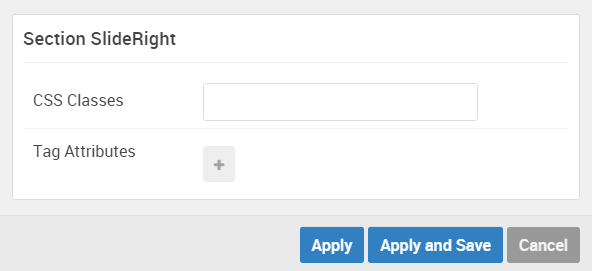 Section SlideRight
CSS Classes
Tag Attributes
+
Apply
Apply and Save
Cancel